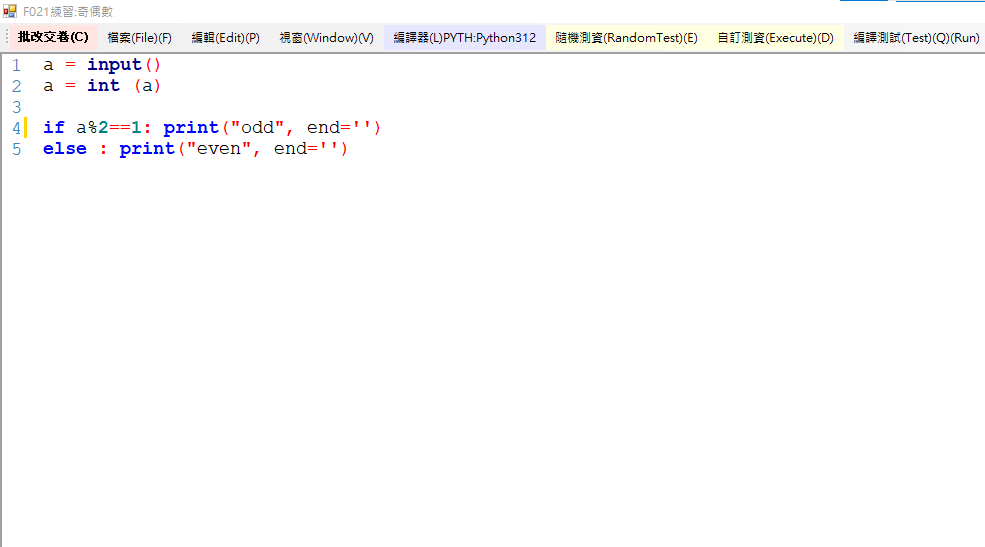 F021練習:奇偶數
批改交卷(C) 檔案(File)(F) 編輯(Edit)(P) 視窗(Window)(V) 編譯器(L)PYTH:Python312 隨機測資(RandomTest)(E) 自訂測資(Execute)(D) 編譯測試(Test)(Q)(Run)
1 a = input()
2 a = int (a)
3
4 if a%2==1: print("odd", end='')
5 else : print("even", end='')